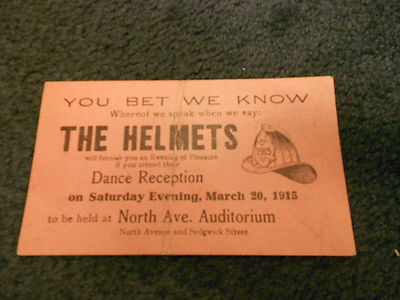 YOU BET WE KNOW
Whereof we speak when we say:
THE HELMETS
1915
will furnish you an Evening of Pleasure
if you attend their
Dance Reception
on Saturday Evening, March 20, 1915
to be held at North Ave. Auditorium
North Avenue and Sedgwick Street